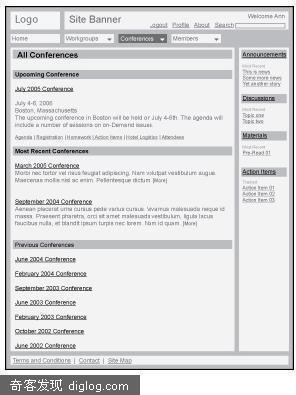 Logo
Site Banner
Welcome Ann
Logout Profile About Search
Home Workgroups Conferences Members
All Conferences
Upcoming Conference
July 2005 Conference
July 4-6, 2006
Boston, Massachusetts
The upcoming conference in Boston will be held or July 4-6th. The agenda will
include a number of sessions on on-Demand issues.
Agenda | Registration | Homework | Action Items | Hotel Logistics | Attendees
Most Recent Conferences
March 2005 Conference
Morbi nec tortor vel risus feugiat adipiscing. Nam volutpat vestibulum augue.
Maecenas mollis nisl ac enim. Pellentesque dictum [More]
September 2004 Conference
Aenean placerat urna cursus pede varius cursus. Vivamus malesuada neque id
massa. Praesent pharetra, orci sit amet malesuada vestibulum, ligula lacus
faucibus nulla, et blandit ipsum turpis nec lorem. Nam id quam. [More]
Previous Conferences
June 2004 Conference
February 2004 Conference
September 2003 Conference
June 2003 Conference
February 2003 Conference
October 2002 Conference
June 2002 Conference
Announcements
Most Recent
This is news
Some more news
Yet another story
Discussions
Most Recent
Topic one
Topic two
Materials
Most Recent
Pre-Read 01
Action Items
Action Item 01
Action Item 02
Action Item 03
Terms and Conditions | Contact | Site Map
奇客发现 diglog.com